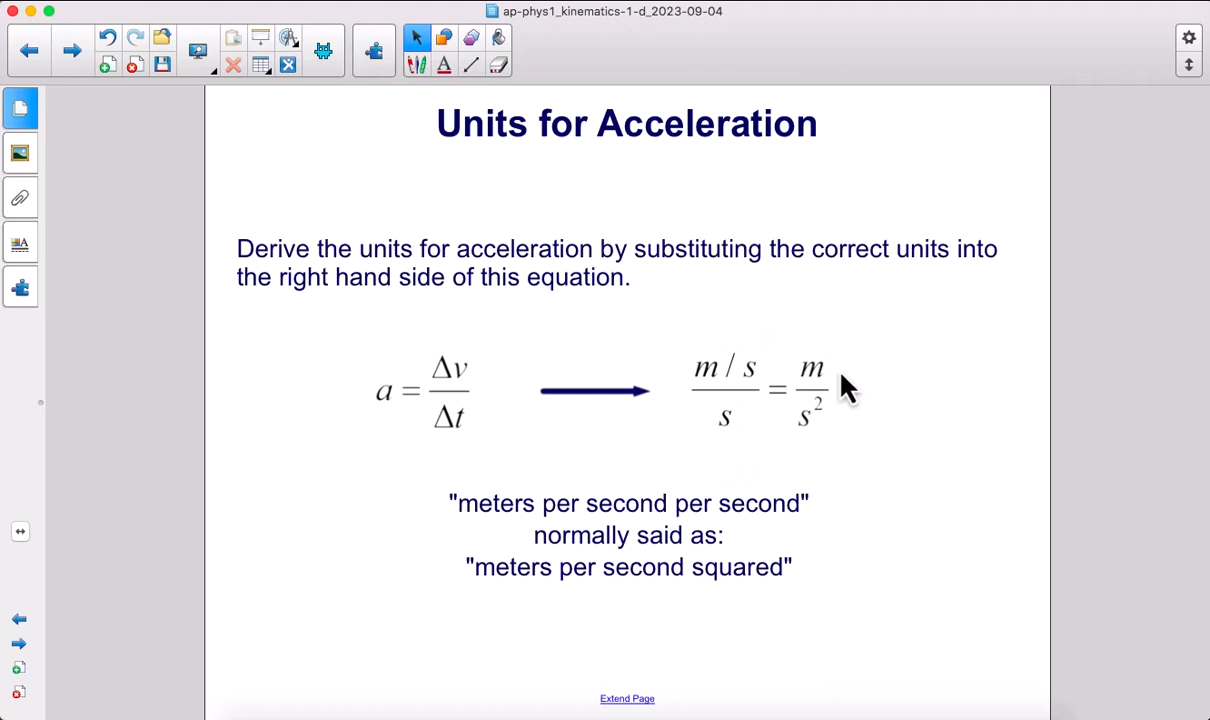 ap-phys1_kinematics-1-d_2023-09-04
Units for Acceleration
Derive the units for acceleration by substituting the correct units into
the right hand side of this equation.
a = Δv / Δt
(m / s) / s = m / s²
"meters per second per second"
normally said as:
"meters per second squared"
Extend Page